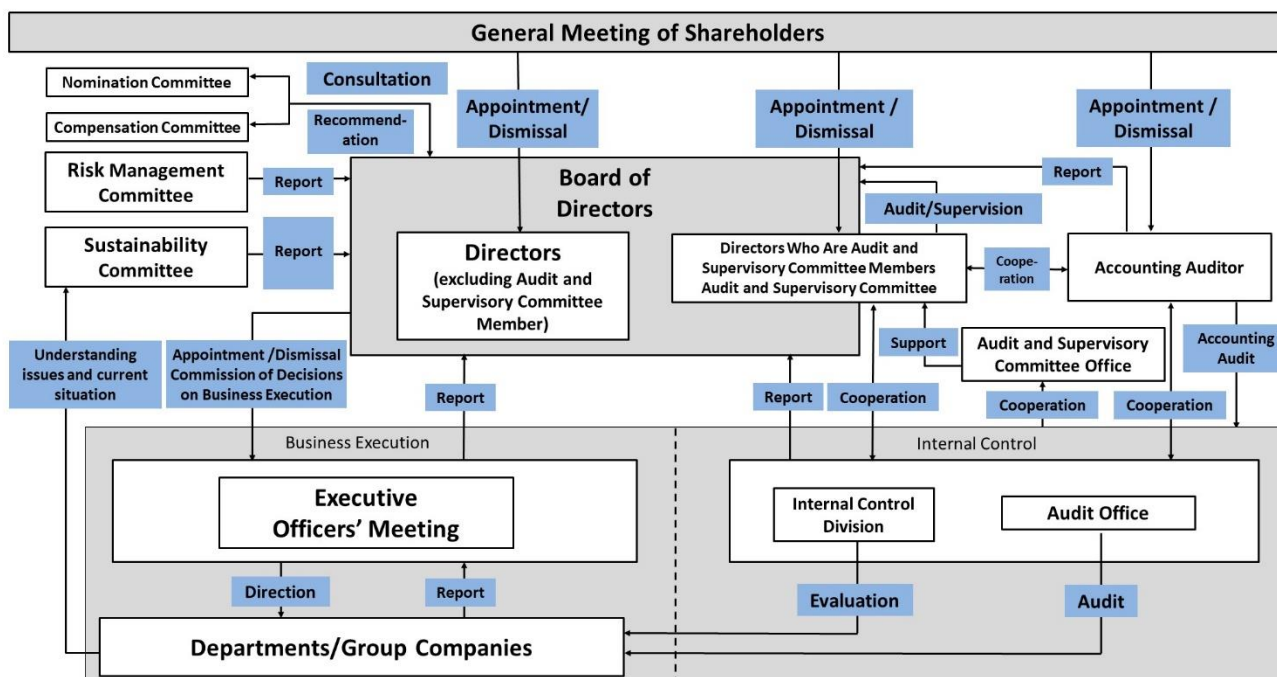 General Meeting of Shareholders
Nomination Committee
Consultation
Compensation Committee
Recommend-
ation
Appointment/
Dismissal
Appointment /
Dismissal
Appointment /
Dismissal
Risk Management
Committee
Report
Board of
Directors
Report
Audit/Supervision
Sustainability
Committee
Report
Directors
(excluding Audit and
Supervisory Committee
Member)
Directors Who Are Audit and
Supervisory Committee Members
Audit and Supervisory Committee
Coope-
ration
Accounting Auditor
Understanding
issues and current
situation
Appointment /Dismissal
Commission of Decisions
on Business Execution
Report
Report
Cooperation
Support
Audit and Supervisory
Committee Office
Cooperation
Cooperation
Accounting
Audit
Business Execution
Internal Control
Executive
Officers’ Meeting
Internal Control
Division
Audit Office
Direction
Report
Evaluation
Audit
Departments/Group Companies